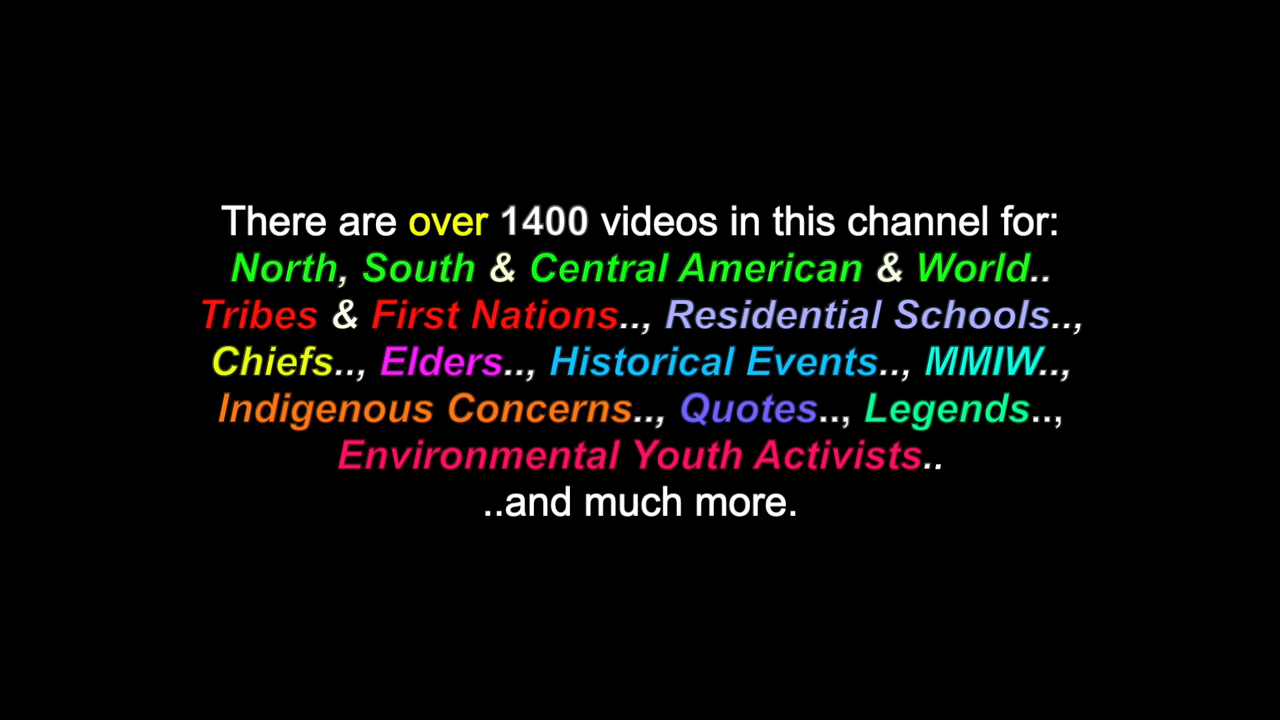 There are over 1400 videos in this channel for:
North, South & Central American & World..
Tribes & First Nations.., Residential Schools..,
Chiefs.., Elders.., Historical Events.., MMIW..,
Indigenous Concerns.., Quotes.., Legends..,
Environmental Youth Activists..
..and much more.